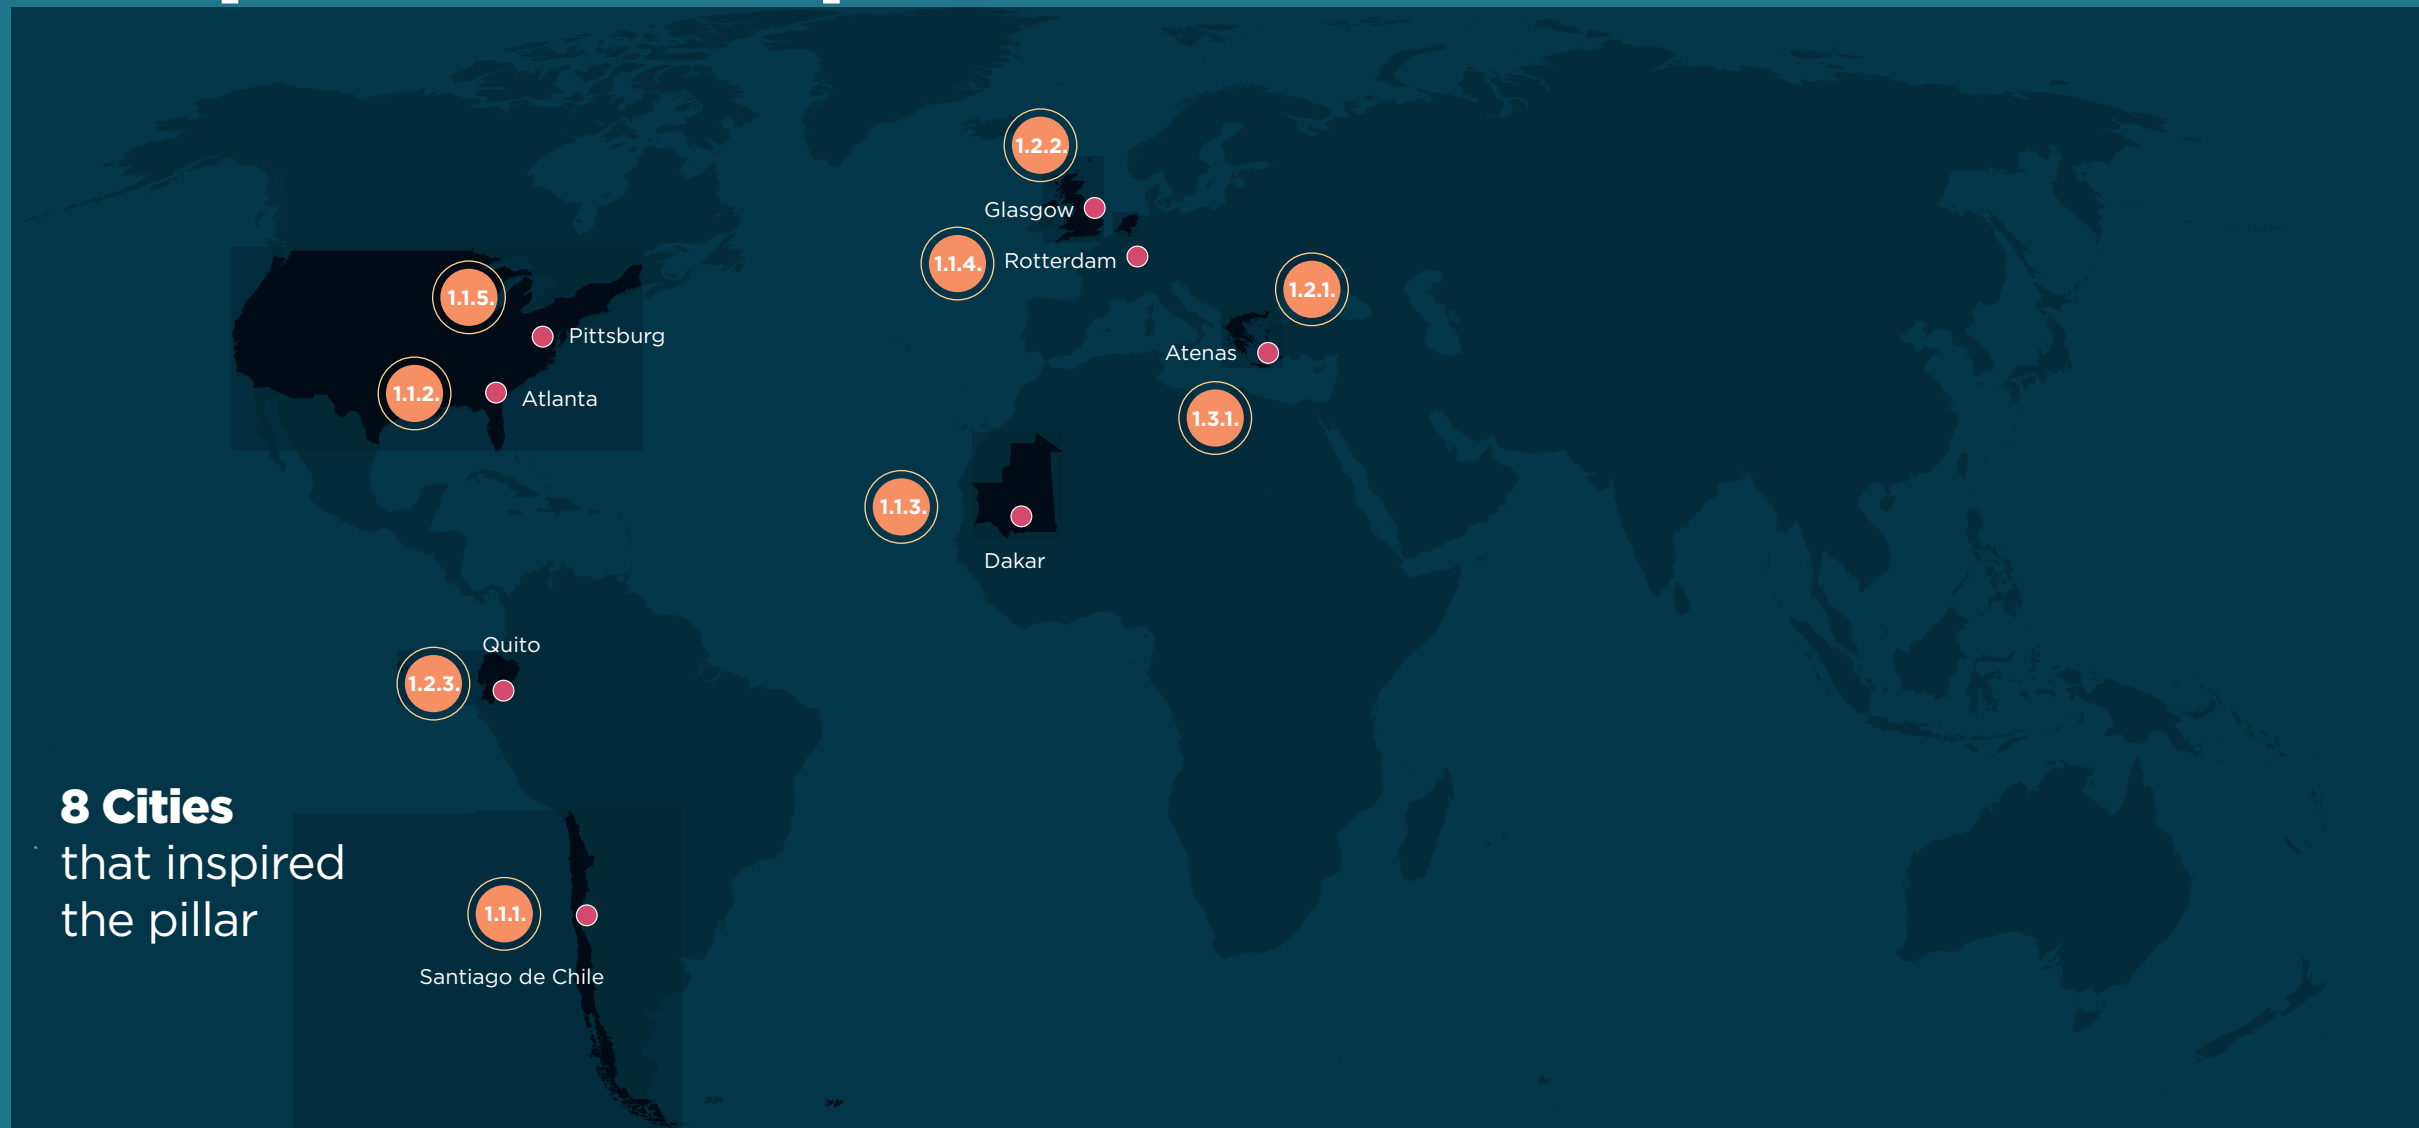 1.2.2.
Glasgow
1.1.4.
Rotterdam
1.2.1.
1.1.5.
Pittsburg
Atenas
1.1.2.
Atlanta
1.3.1.
1.1.3.
Dakar
Quito
1.2.3.
8 Cities
that inspired
the pillar
1.1.1.
Santiago de Chile